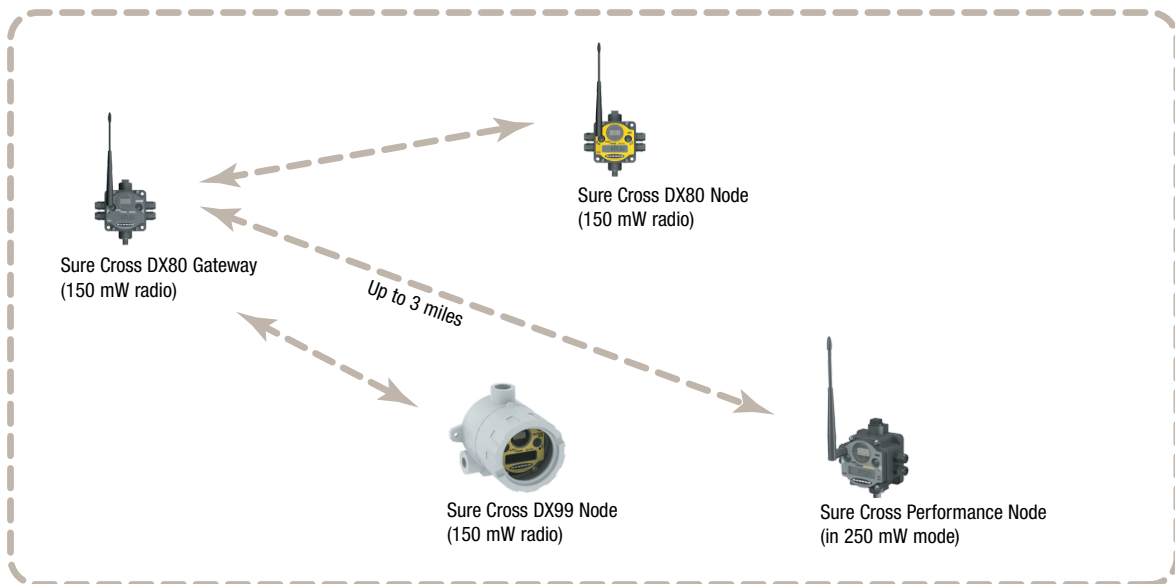 Sure Cross DX80 Node
(150 mW radio)
Sure Cross DX80 Gateway
(150 mW radio)
Up to 3 miles
Sure Cross DX99 Node
(150 mW radio)
Sure Cross Performance Node
(in 250 mW mode)